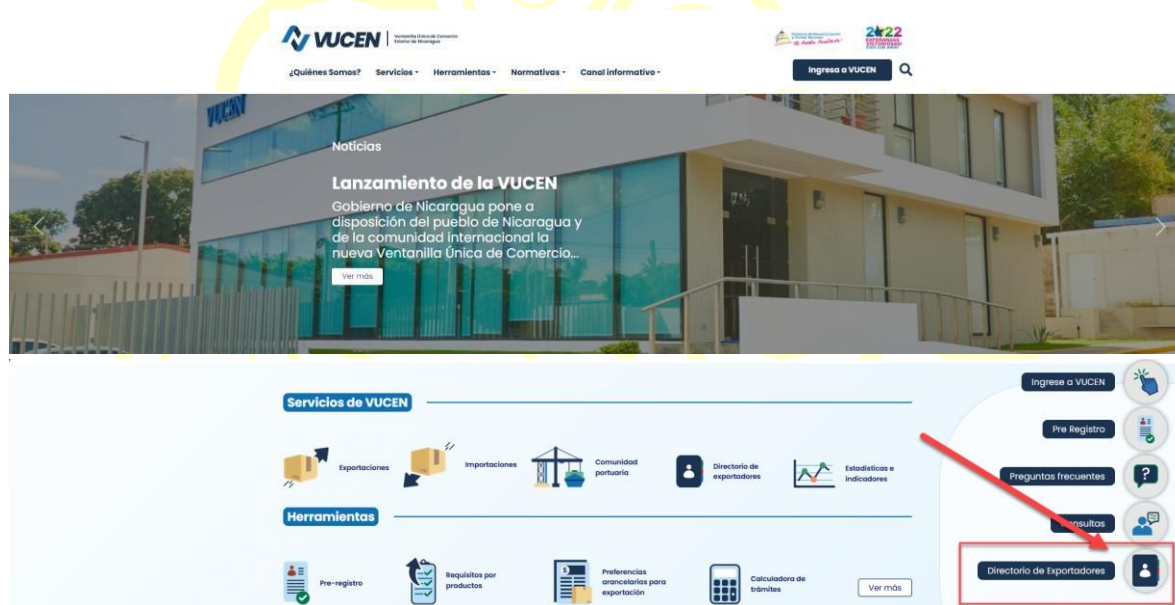 VUCEN
Ventanilla Única de Comercio
Exterior de Nicaragua
2022
ESPERANZAS
VICTORIOSAS!
¿Quiénes Somos? Servicios Herramientas Normativas Canal informativo
Ingresa a VUCEN
VUCEN
Noticias
Lanzamiento de la VUCEN
Gobierno de Nicaragua pone a
disposición del pueblo de Nicaragua y
de la comunidad internacional la
nueva Ventanilla Única de Comercio...
Ver más
Ingrese a VUCEN
Servicios de VUCEN
Pre Registro
Exportaciones
Importaciones
Comunidad
portuaria
Directorio de
exportadores
Estadísticas e
indicadores
Preguntas frecuentes
Herramientas
Consultas
Directorio de Exportadores
Pre-registro
Requisitos por
productos
Preferencias
arancelarias para
exportación
Calculadora de
trámites
Ver más